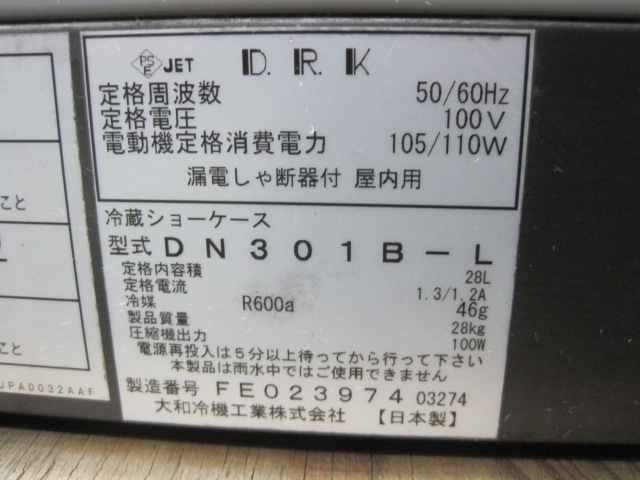 PSE JET D.R.K
定格周波数 50/60Hz
定格電圧 100V
電動機定格消費電力 105/110W
漏電しゃ断器付 屋内用
冷蔵ショーケース
型式 DN301B-L
定格内容積 28L
定格電流 1.3/1.2A
冷媒 R600a 46g
製品質量 28kg
圧縮機出力 100W
電源再投入は5分以上待ってから行って下さい
本製品は雨水中ではご使用できません
製造番号 FE023974 03274
大和冷機工業株式会社 【日本製】
こと
こと
UPA0032AAF